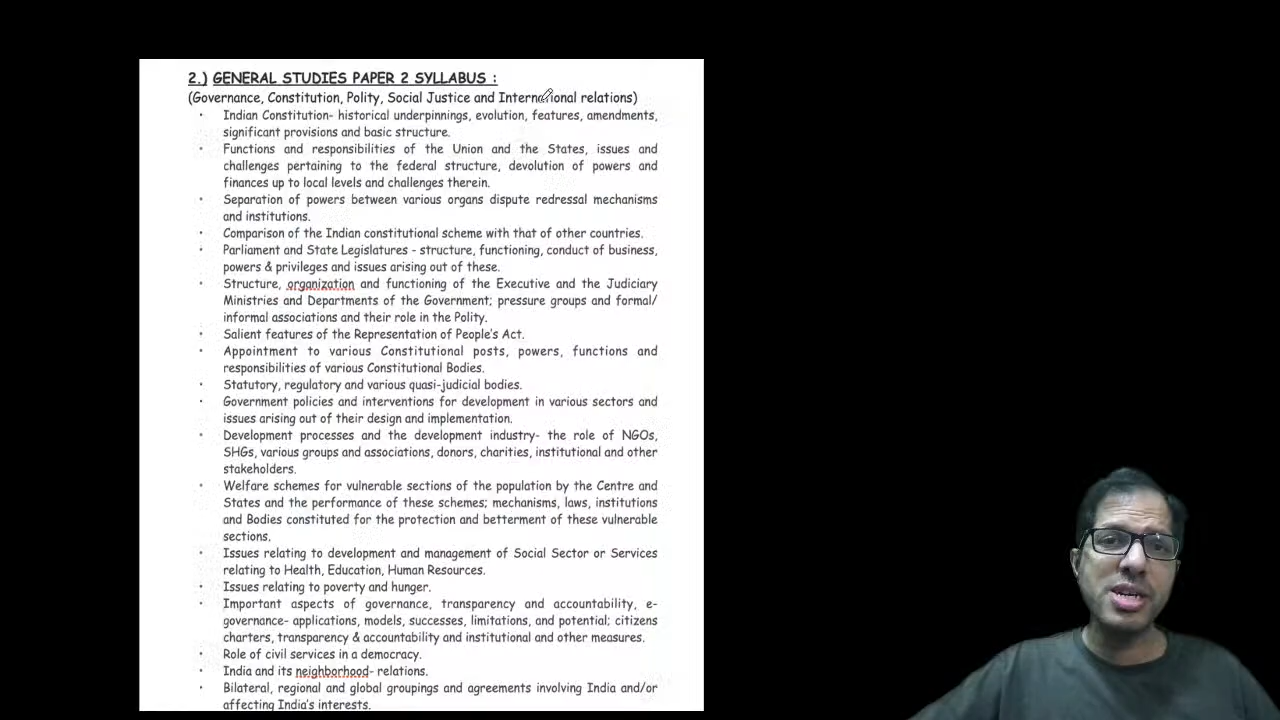 2.) GENERAL STUDIES PAPER 2 SYLLABUS :
(Governance, Constitution, Polity, Social Justice and International relations)
• Indian Constitution- historical underpinnings, evolution, features, amendments,
significant provisions and basic structure.
• Functions and responsibilities of the Union and the States, issues and
challenges pertaining to the federal structure, devolution of powers and
finances up to local levels and challenges therein.
• Separation of powers between various organs dispute redressal mechanisms
and institutions.
• Comparison of the Indian constitutional scheme with that of other countries.
• Parliament and State Legislatures - structure, functioning, conduct of business,
powers & privileges and issues arising out of these.
• Structure, organization and functioning of the Executive and the Judiciary
Ministries and Departments of the Government; pressure groups and formal/
informal associations and their role in the Polity.
• Salient features of the Representation of People's Act.
• Appointment to various Constitutional posts, powers, functions and
responsibilities of various Constitutional Bodies.
• Statutory, regulatory and various quasi-judicial bodies.
• Government policies and interventions for development in various sectors and
issues arising out of their design and implementation.
• Development processes and the development industry- the role of NGOs,
SHGs, various groups and associations, donors, charities, institutional and other
stakeholders.
• Welfare schemes for vulnerable sections of the population by the Centre and
States and the performance of these schemes; mechanisms, laws, institutions
and Bodies constituted for the protection and betterment of these vulnerable
sections.
• Issues relating to development and management of Social Sector or Services
relating to Health, Education, Human Resources.
• Issues relating to poverty and hunger.
• Important aspects of governance, transparency and accountability, e-
governance- applications, models, successes, limitations, and potential; citizens
charters, transparency & accountability and institutional and other measures.
• Role of civil services in a democracy.
• India and its neighborhood- relations.
• Bilateral, regional and global groupings and agreements involving India and/or
affecting India's interests.